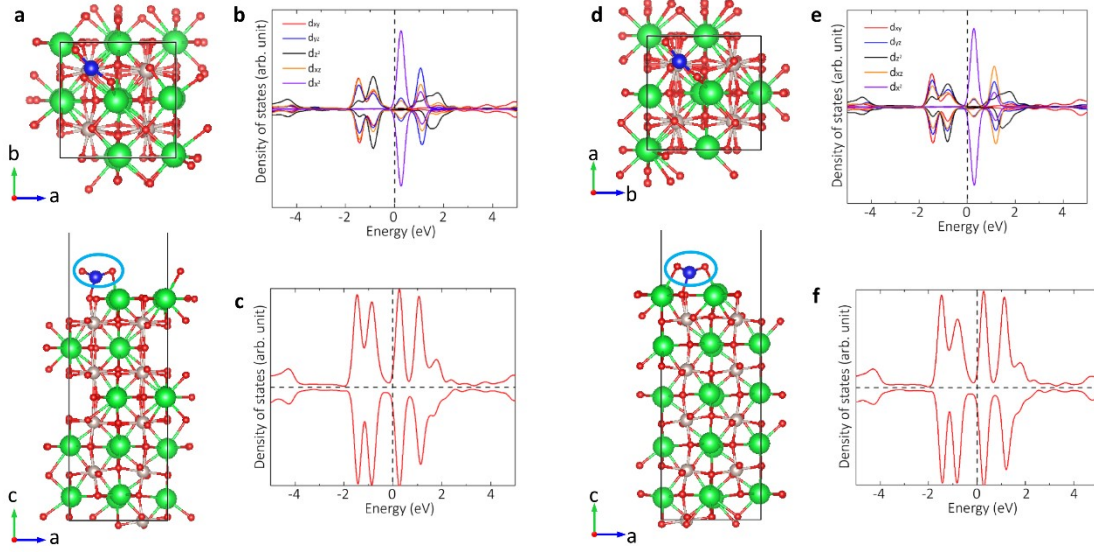 a
b
a
b
Density of states (arb. unit)
dxy
dyz
dz²
dxz
dx²
-4
-2
0
2
4
Energy (eV)
c
a
c
Density of states (arb. unit)
-4
-2
0
2
4
Energy (eV)
d
a
b
e
Density of states (arb. unit)
dxy
dyz
dz²
dxz
dx²
-4
-2
0
2
4
Energy (eV)
c
a
f
Density of states (arb. unit)
-4
-2
0
2
4
Energy (eV)